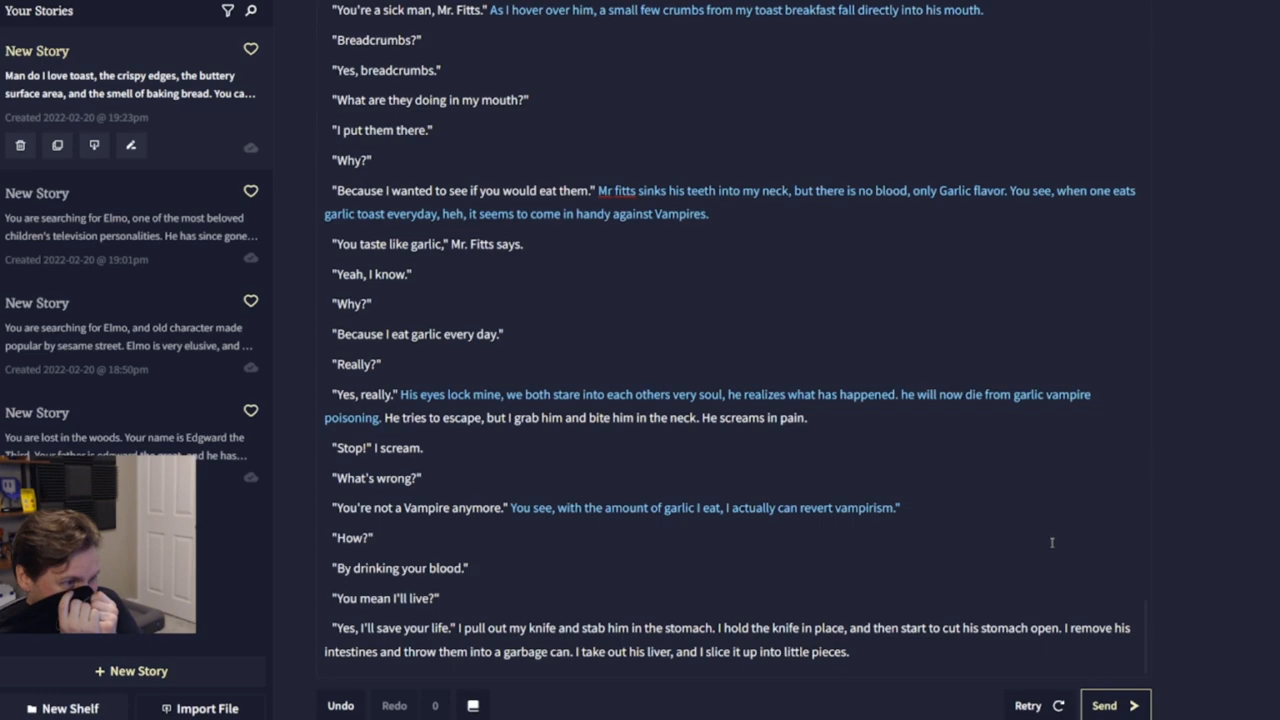 Your Stories
New Story
Man do I love toast, the crispy edges, the buttery
surface area, and the smell of baking bread. You ca...
Created 2022-02-20 @ 19:23pm
New Story
You are searching for Elmo, one of the most beloved
children's television personalities. He has since gone...
Created 2022-02-20 @ 19:01pm
New Story
You are searching for Elmo, and old character made
popular by sesame street. Elmo is very elusive, and ...
Created 2022-02-20 @ 18:50pm
New Story
You are lost in the woods. Your name is Edgward the
Third. Your father is edgward the great, and he has...
+ New Story
New Shelf
Import File
"You're a sick man, Mr. Fitts." As I hover over him, a small few crumbs from my toast breakfast fall directly into his mouth.
"Breadcrumbs?"
"Yes, breadcrumbs."
"What are they doing in my mouth?"
"I put them there."
"Why?"
"Because I wanted to see if you would eat them." Mr fitts sinks his teeth into my neck, but there is no blood, only Garlic flavor. You see, when one eats
garlic toast everyday, heh, it seems to come in handy against Vampires.
"You taste like garlic," Mr. Fitts says.
"Yeah, I know."
"Why?"
"Because I eat garlic every day."
"Really?"
"Yes, really." His eyes lock mine, we both stare into each others very soul, he realizes what has happened. he will now die from garlic vampire
poisoning. He tries to escape, but I grab him and bite him in the neck. He screams in pain.
"Stop!" I scream.
"What's wrong?"
"You're not a Vampire anymore." You see, with the amount of garlic I eat, I actually can revert vampirism."
"How?"
"By drinking your blood."
"You mean I'll live?"
"Yes, I'll save your life." I pull out my knife and stab him in the stomach. I hold the knife in place, and then start to cut his stomach open. I remove his
intestines and throw them into a garbage can. I take out his liver, and I slice it up into little pieces.
Undo
Redo
0
Retry
Send